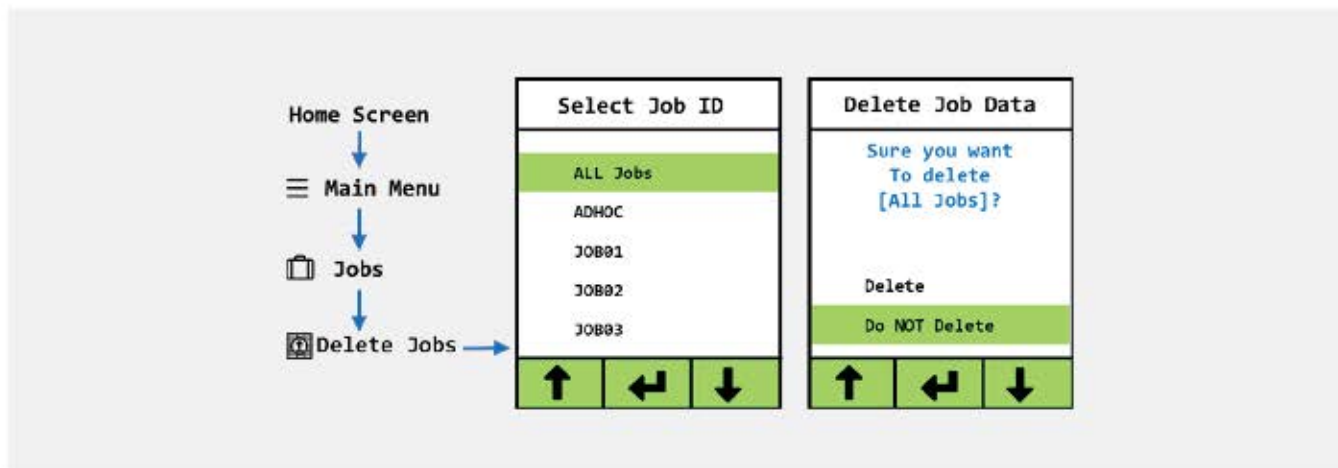 Home Screen
Main Menu
Jobs
Delete Jobs
Select Job ID
ALL Jobs
ADHOC
JOB01
JOB02
JOB03
Delete Job Data
Sure you want
To delete
[All Jobs]?
Delete
Do NOT Delete